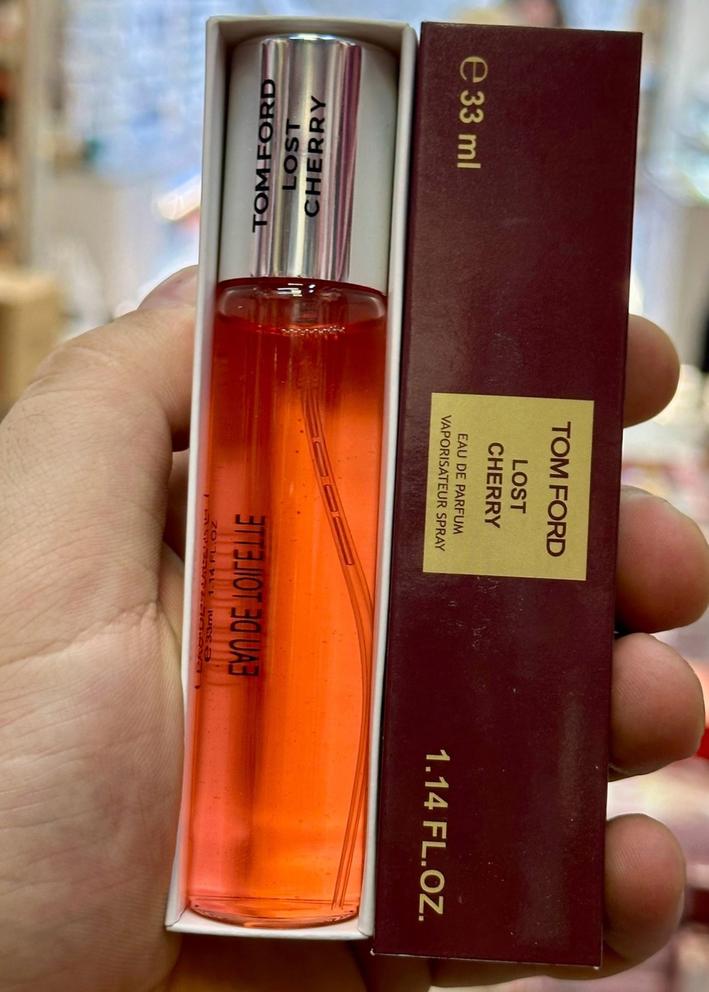 TOM FORD
LOST
CHERRY
EAU DE TOILETTE
e 33 ml
TOM FORD
LOST
CHERRY
EAU DE PARFUM
VAPORISATEUR SPRAY
1.14 FL.OZ.